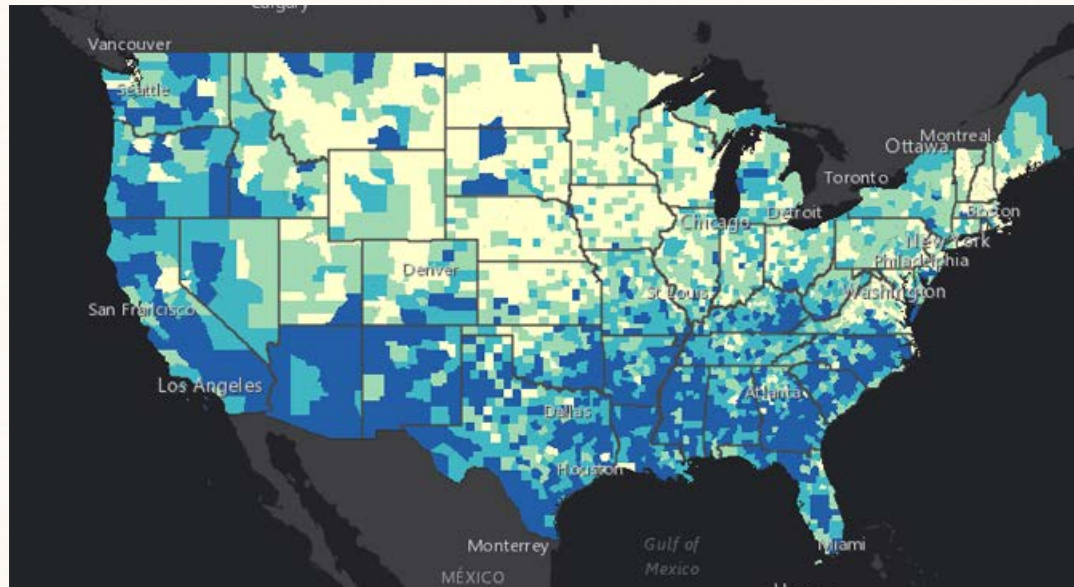 Vancouver
Seattle
Montreal
Ottawa
Toronto
Chicago
Detroit
Boston
New York
Denver
Philadelphia
St Louis
Washington
San Francisco
Los Angeles
Atlanta
Dallas
Houston
Monterrey
Gulf of
Mexico
Miami
MÉXICO